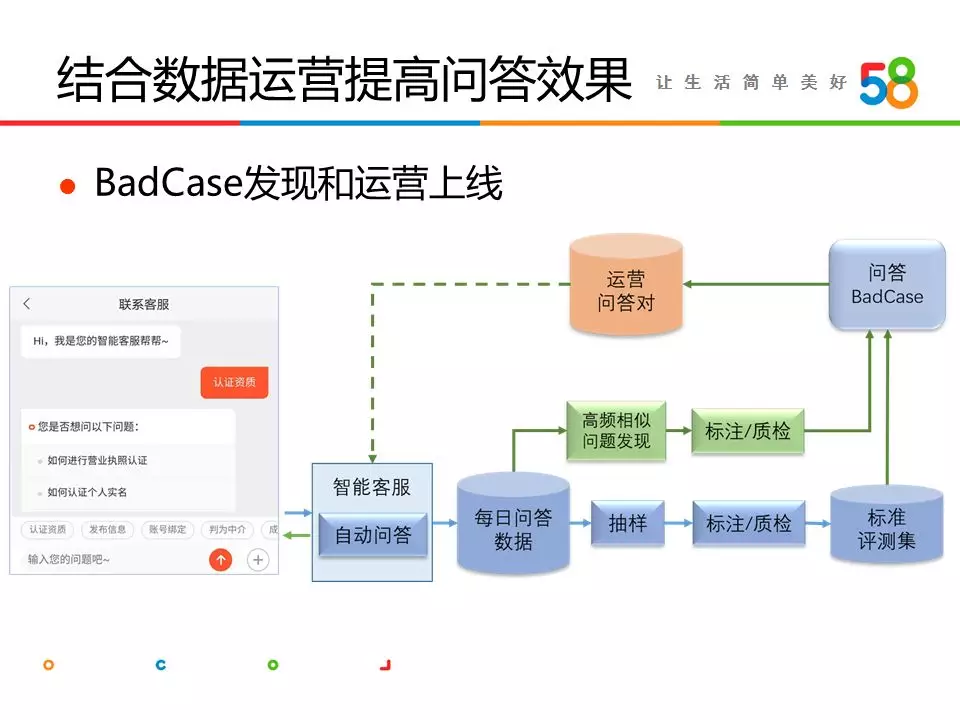 结合数据运营提高问答效果
让生活简单美好
58
BadCase发现和运营上线
联系客服
Hi，我是您的智能客服帮帮~
认证资质
您是否想问以下问题：
如何进行营业执照认证
如何认证个人实名
认证资质 发布信息 账号绑定 判为中介 成
输入您的问题吧~
智能客服
自动问答
每日问答
数据
高频相似
问题发现
标注/质检
抽样
标注/质检
标准
评测集
运营
问答对
问答
BadCase